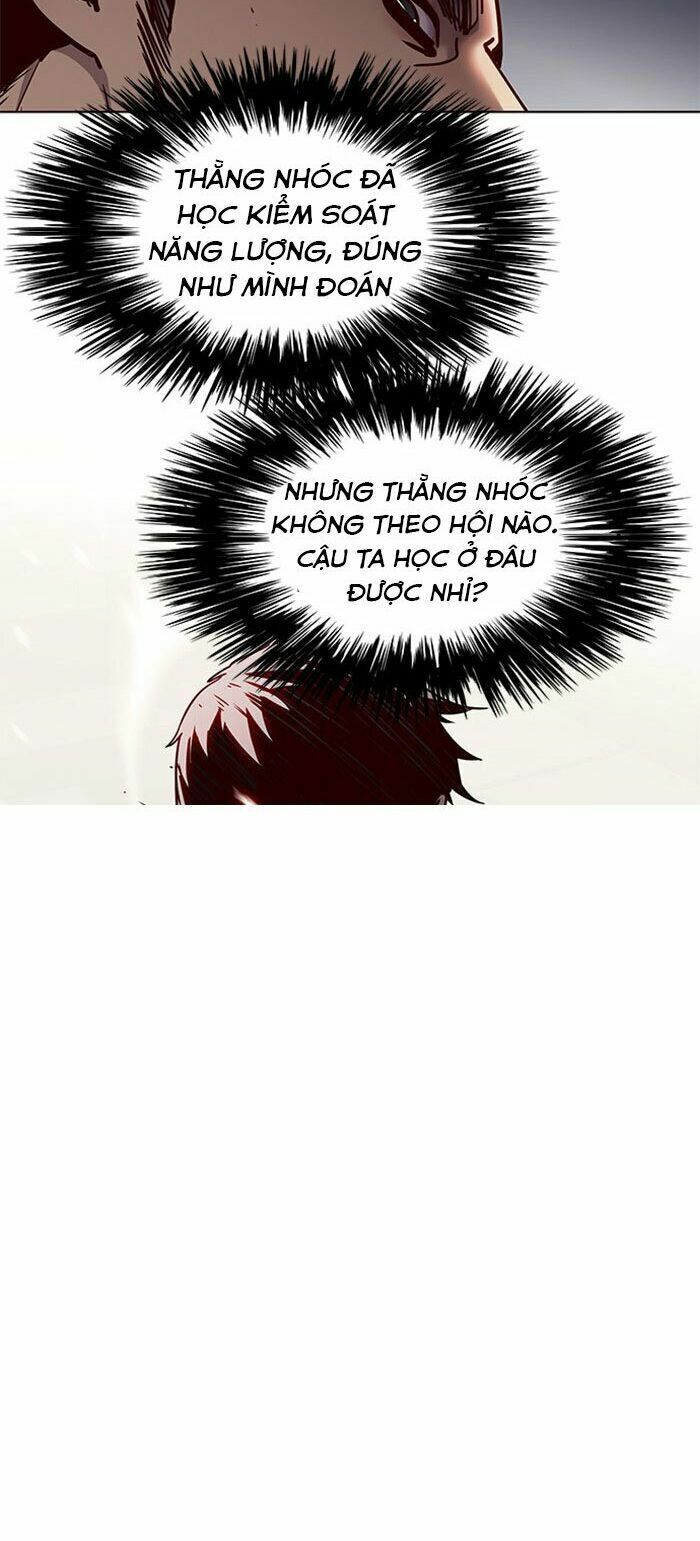 THẰNG NHÓC ĐÃ
HỌC KIỂM SOÁT
NĂNG LƯỢNG, ĐÚNG
NHƯ MÌNH ĐOÁN
NHƯNG THẰNG NHÓC
KHÔNG THEO HỘI NÀO.
CẬU TA HỌC Ở ĐÂU
ĐƯỢC NHỈ?